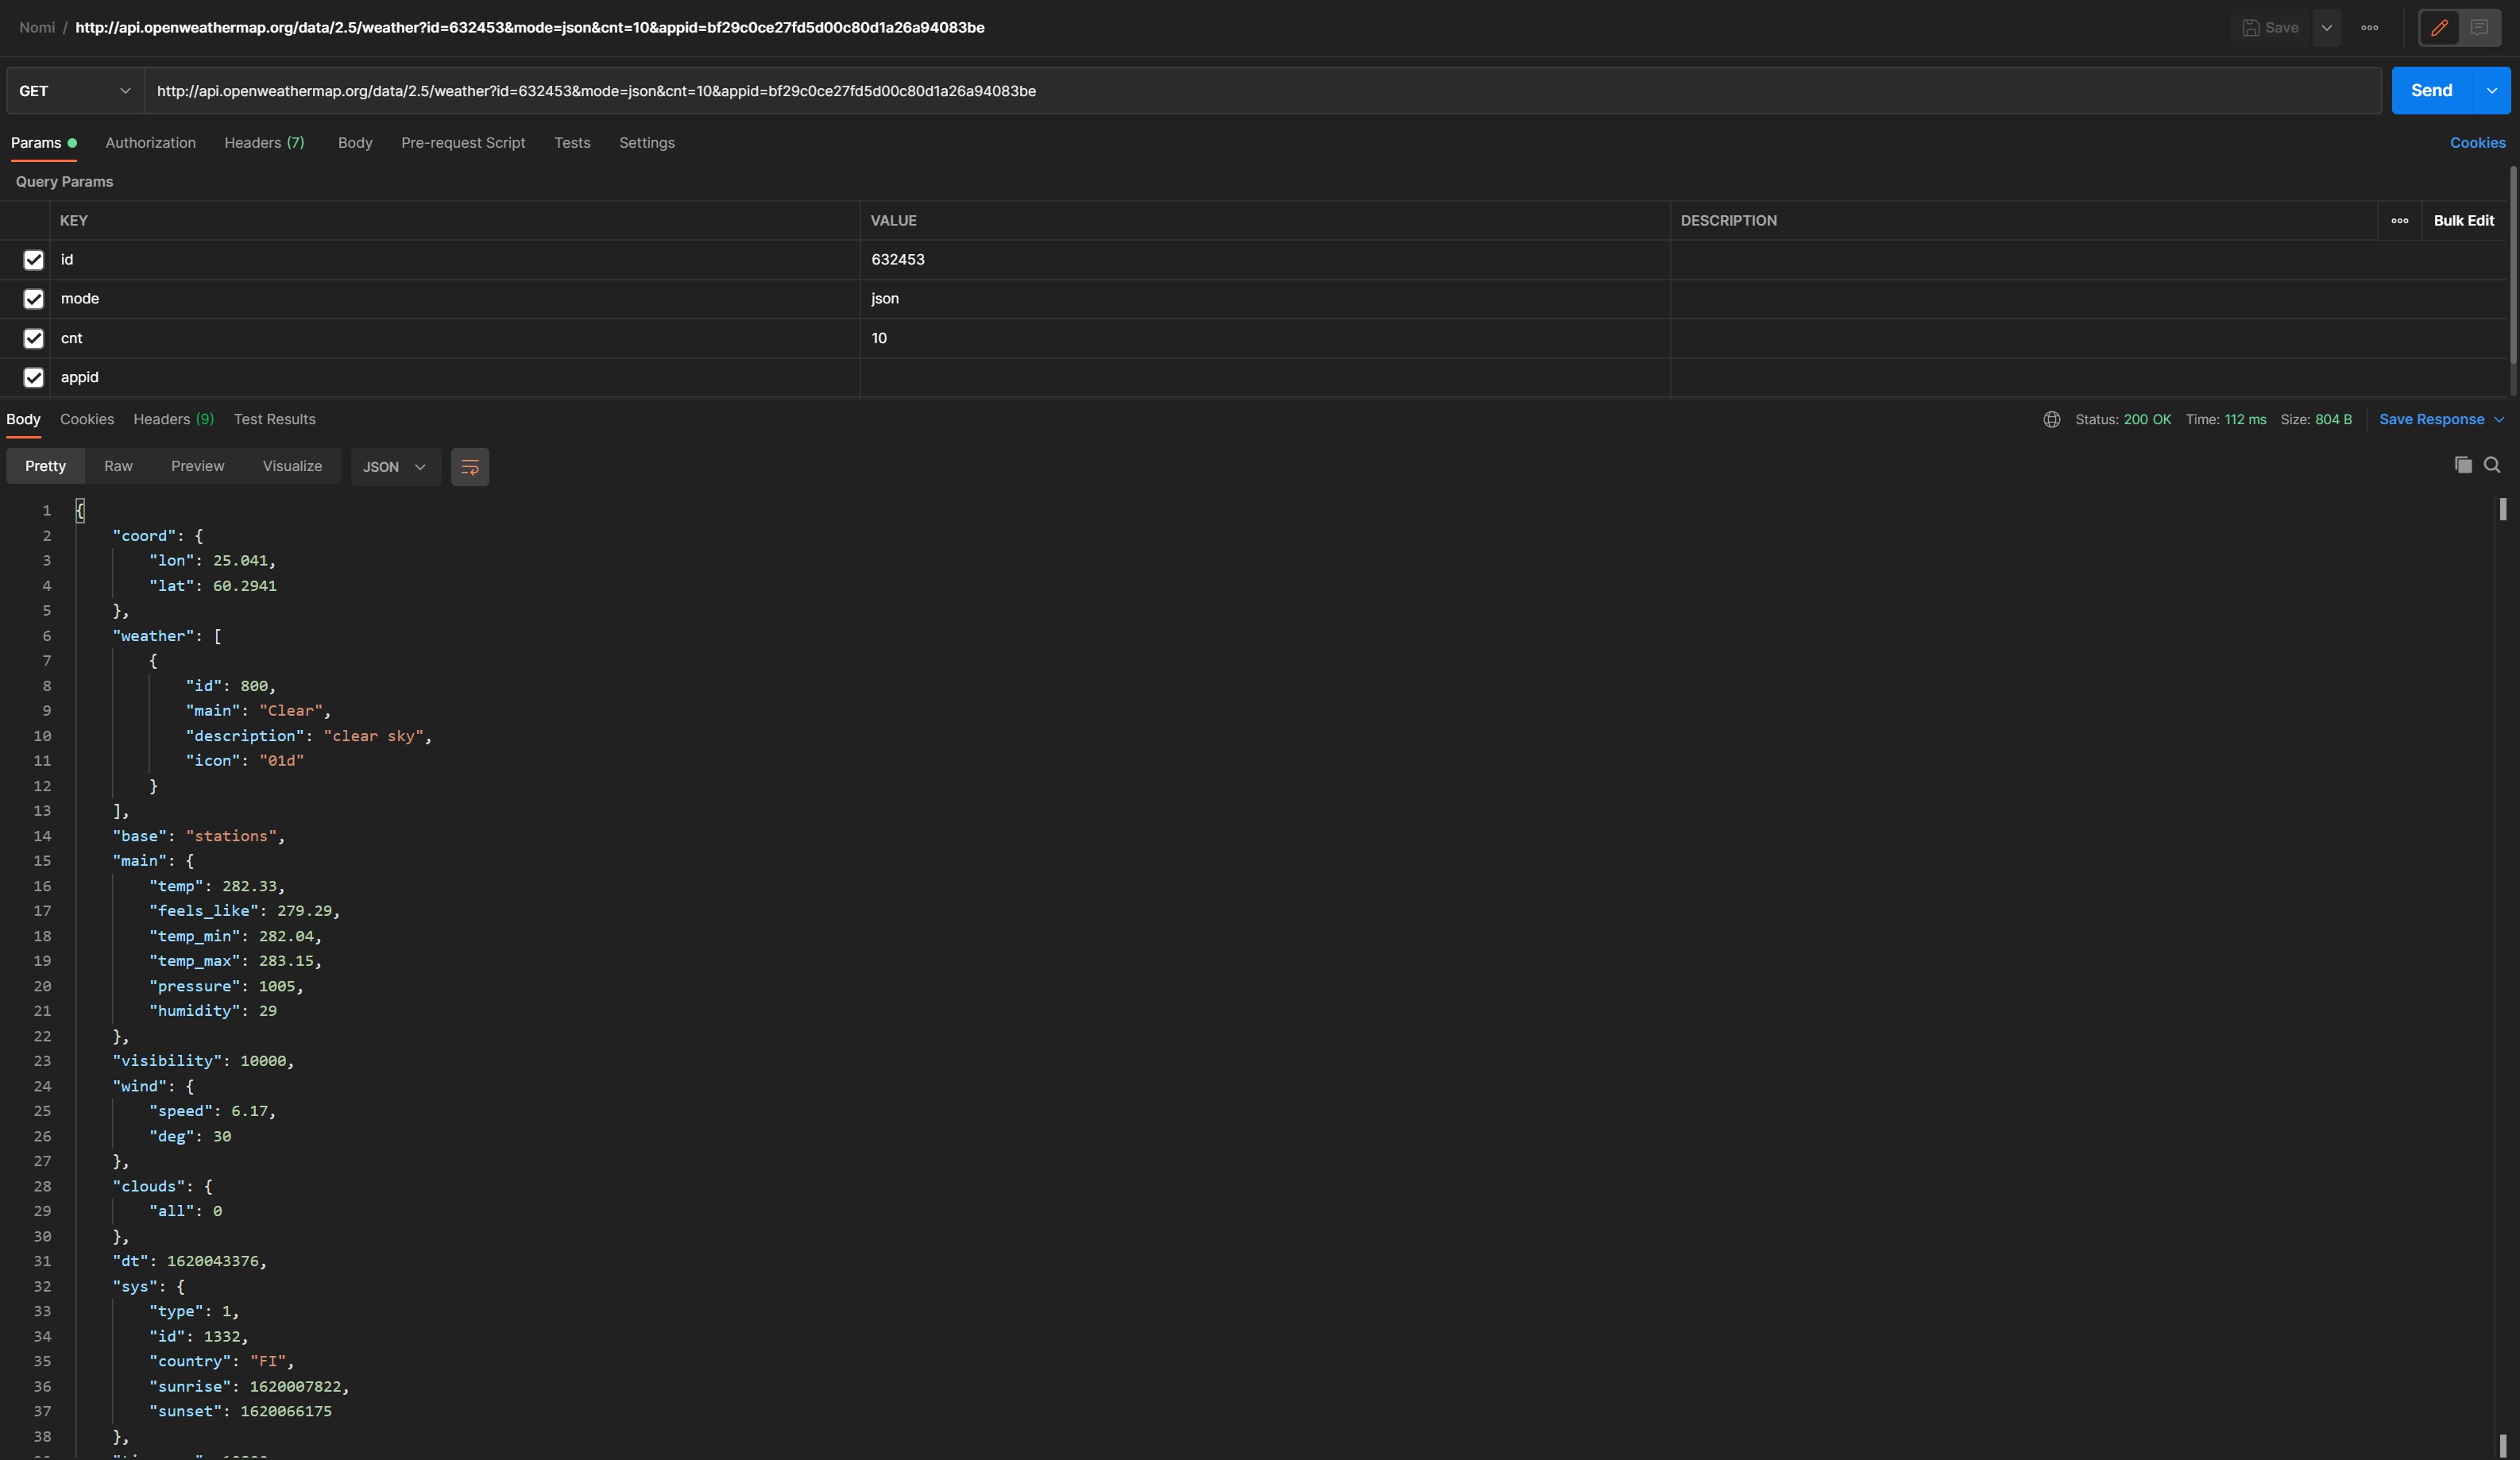 Nomi / http://api.openweathermap.org/data/2.5/weather?id=632453&mode=json&cnt=10&appid=bf29c0ce27fd5d00c80d1a26a94083be Save
GET http://api.openweathermap.org/data/2.5/weather?id=632453&mode=json&cnt=10&appid=bf29c0ce27fd5d00c80d1a26a94083be Send
Params Authorization Headers (7) Body Pre-request Script Tests Settings Cookies
Query Params
KEY VALUE DESCRIPTION Bulk Edit
id 632453
mode json
cnt 10
appid
Body Cookies Headers (9) Test Results Status: 200 OK Time: 112 ms Size: 804 B Save Response
Pretty Raw Preview Visualize JSON
1 {
2 "coord": {
3 "lon": 25.041,
4 "lat": 60.2941
5 },
6 "weather": [
7 {
8 "id": 800,
9 "main": "Clear",
10 "description": "clear sky",
11 "icon": "01d"
12 }
13 ],
14 "base": "stations",
15 "main": {
16 "temp": 282.33,
17 "feels_like": 279.29,
18 "temp_min": 282.04,
19 "temp_max": 283.15,
20 "pressure": 1005,
21 "humidity": 29
22 },
23 "visibility": 10000,
24 "wind": {
25 "speed": 6.17,
26 "deg": 30
27 },
28 "clouds": {
29 "all": 0
30 },
31 "dt": 1620043376,
32 "sys": {
33 "type": 1,
34 "id": 1332,
35 "country": "FI",
36 "sunrise": 1620007822,
37 "sunset": 1620066175
38 },